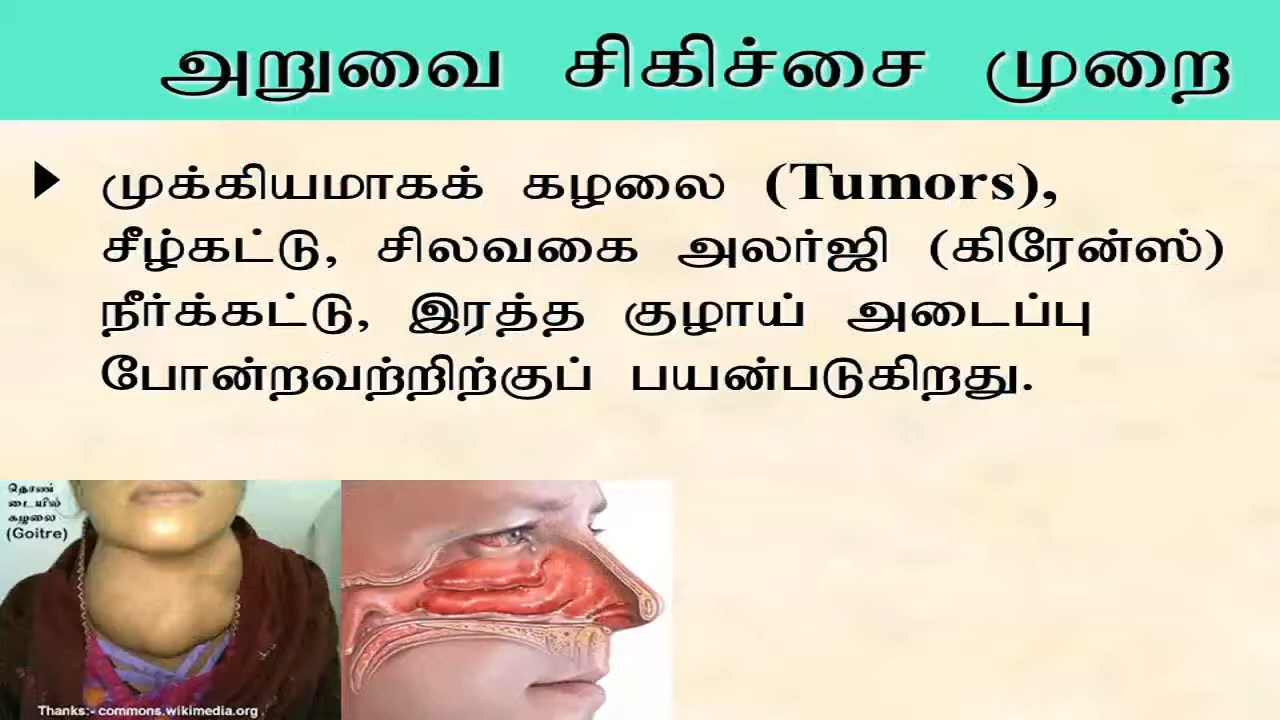 அறுவை சிகிச்சை முறை
முக்கியமாகக் கழலை (Tumors),
சீழ்கட்டு, சிலவகை அலர்ஜி (கிரேன்ஸ்)
நீர்க்கட்டு, இரத்த குழாய் அடைப்பு
போன்றவற்றிற்குப் பயன்படுகிறது.
தொண்
டையில்
கழலை
(Goitre)
Thanks:- commons.wikimedia.org